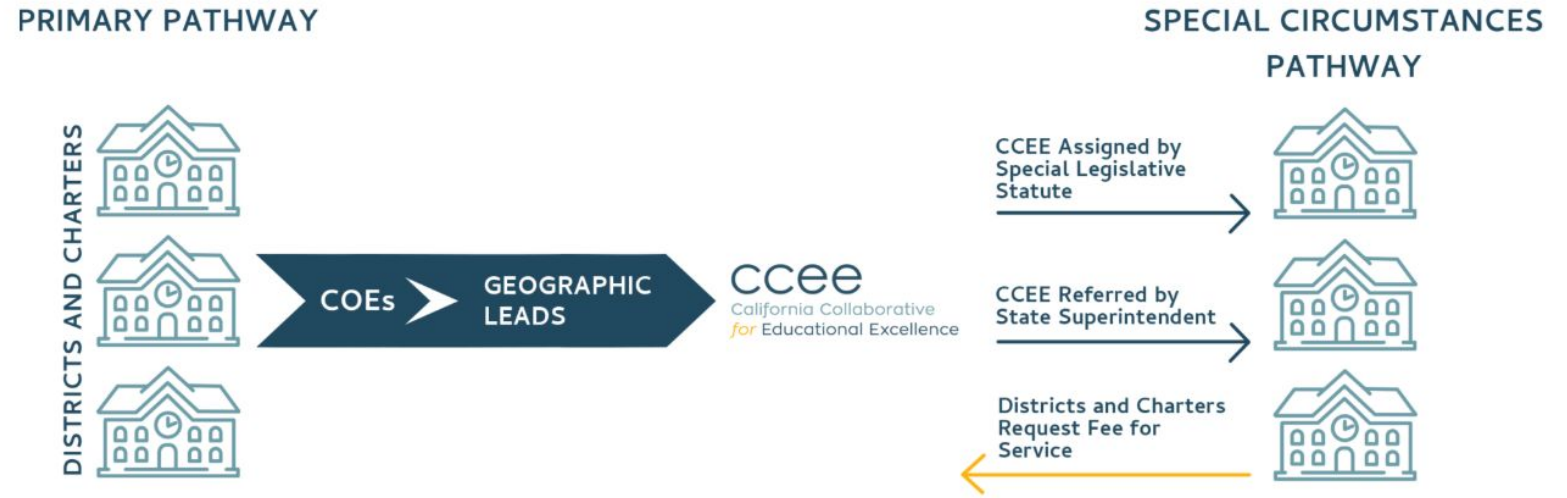 PRIMARY PATHWAY
SPECIAL CIRCUMSTANCES
PATHWAY
DISTRICTS AND CHARTERS
COEs
GEOGRAPHIC
LEADS
ccee
California Collaborative
for Educational Excellence
CCEE Assigned by
Special Legislative
Statute
CCEE Referred by
State Superintendent
Districts and Charters
Request Fee for
Service